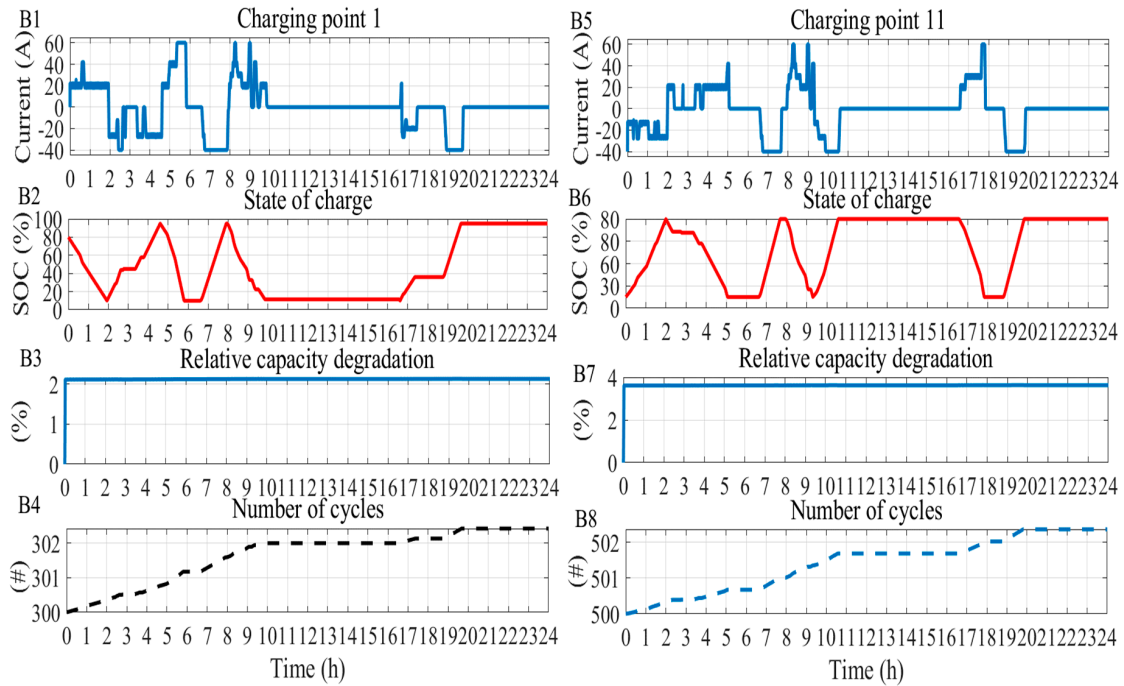 B1
Charging point 1
Current (A)
60
40
20
0
-20
-40
0 1 2 3 4 5 6 7 8 9 101112131415161718192021222324
B2
State of charge
SOC (%)
100
80
60
40
20
0
0 1 2 3 4 5 6 7 8 9 101112131415161718192021222324
B3
Relative capacity degradation
(%)
2
1
0
0 1 2 3 4 5 6 7 8 9 101112131415161718192021222324
B4
Number of cycles
(#)
302
301
300
0 1 2 3 4 5 6 7 8 9 101112131415161718192021222324
Time (h)
B5
Charging point 11
Current (A)
60
40
20
0
-20
-40
0 1 2 3 4 5 6 7 8 9 101112131415161718192021222324
B6
State of charge
SOC (%)
80
80
60
30
0
0 1 2 3 4 5 6 7 8 9 101112131415161718192021222324
B7
Relative capacity degradation
(%)
4
2
0
0 1 2 3 4 5 6 7 8 9 101112131415161718192021222324
B8
Number of cycles
(#)
502
501
500
0 1 2 3 4 5 6 7 8 9 101112131415161718192021222324
Time (h)